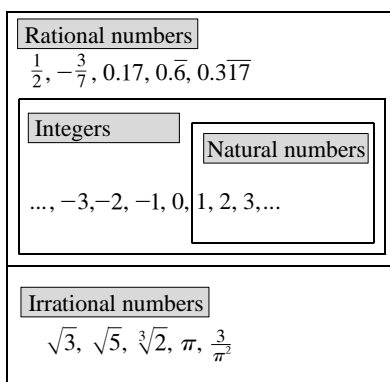 Rational numbers
1/2, −3/7, 0.17, 0.6̅, 0.31̅7̅
Integers
Natural numbers
..., −3,−2, −1, 0, 1, 2, 3,...
Irrational numbers
√3, √5, ∛2, π, 3/π²